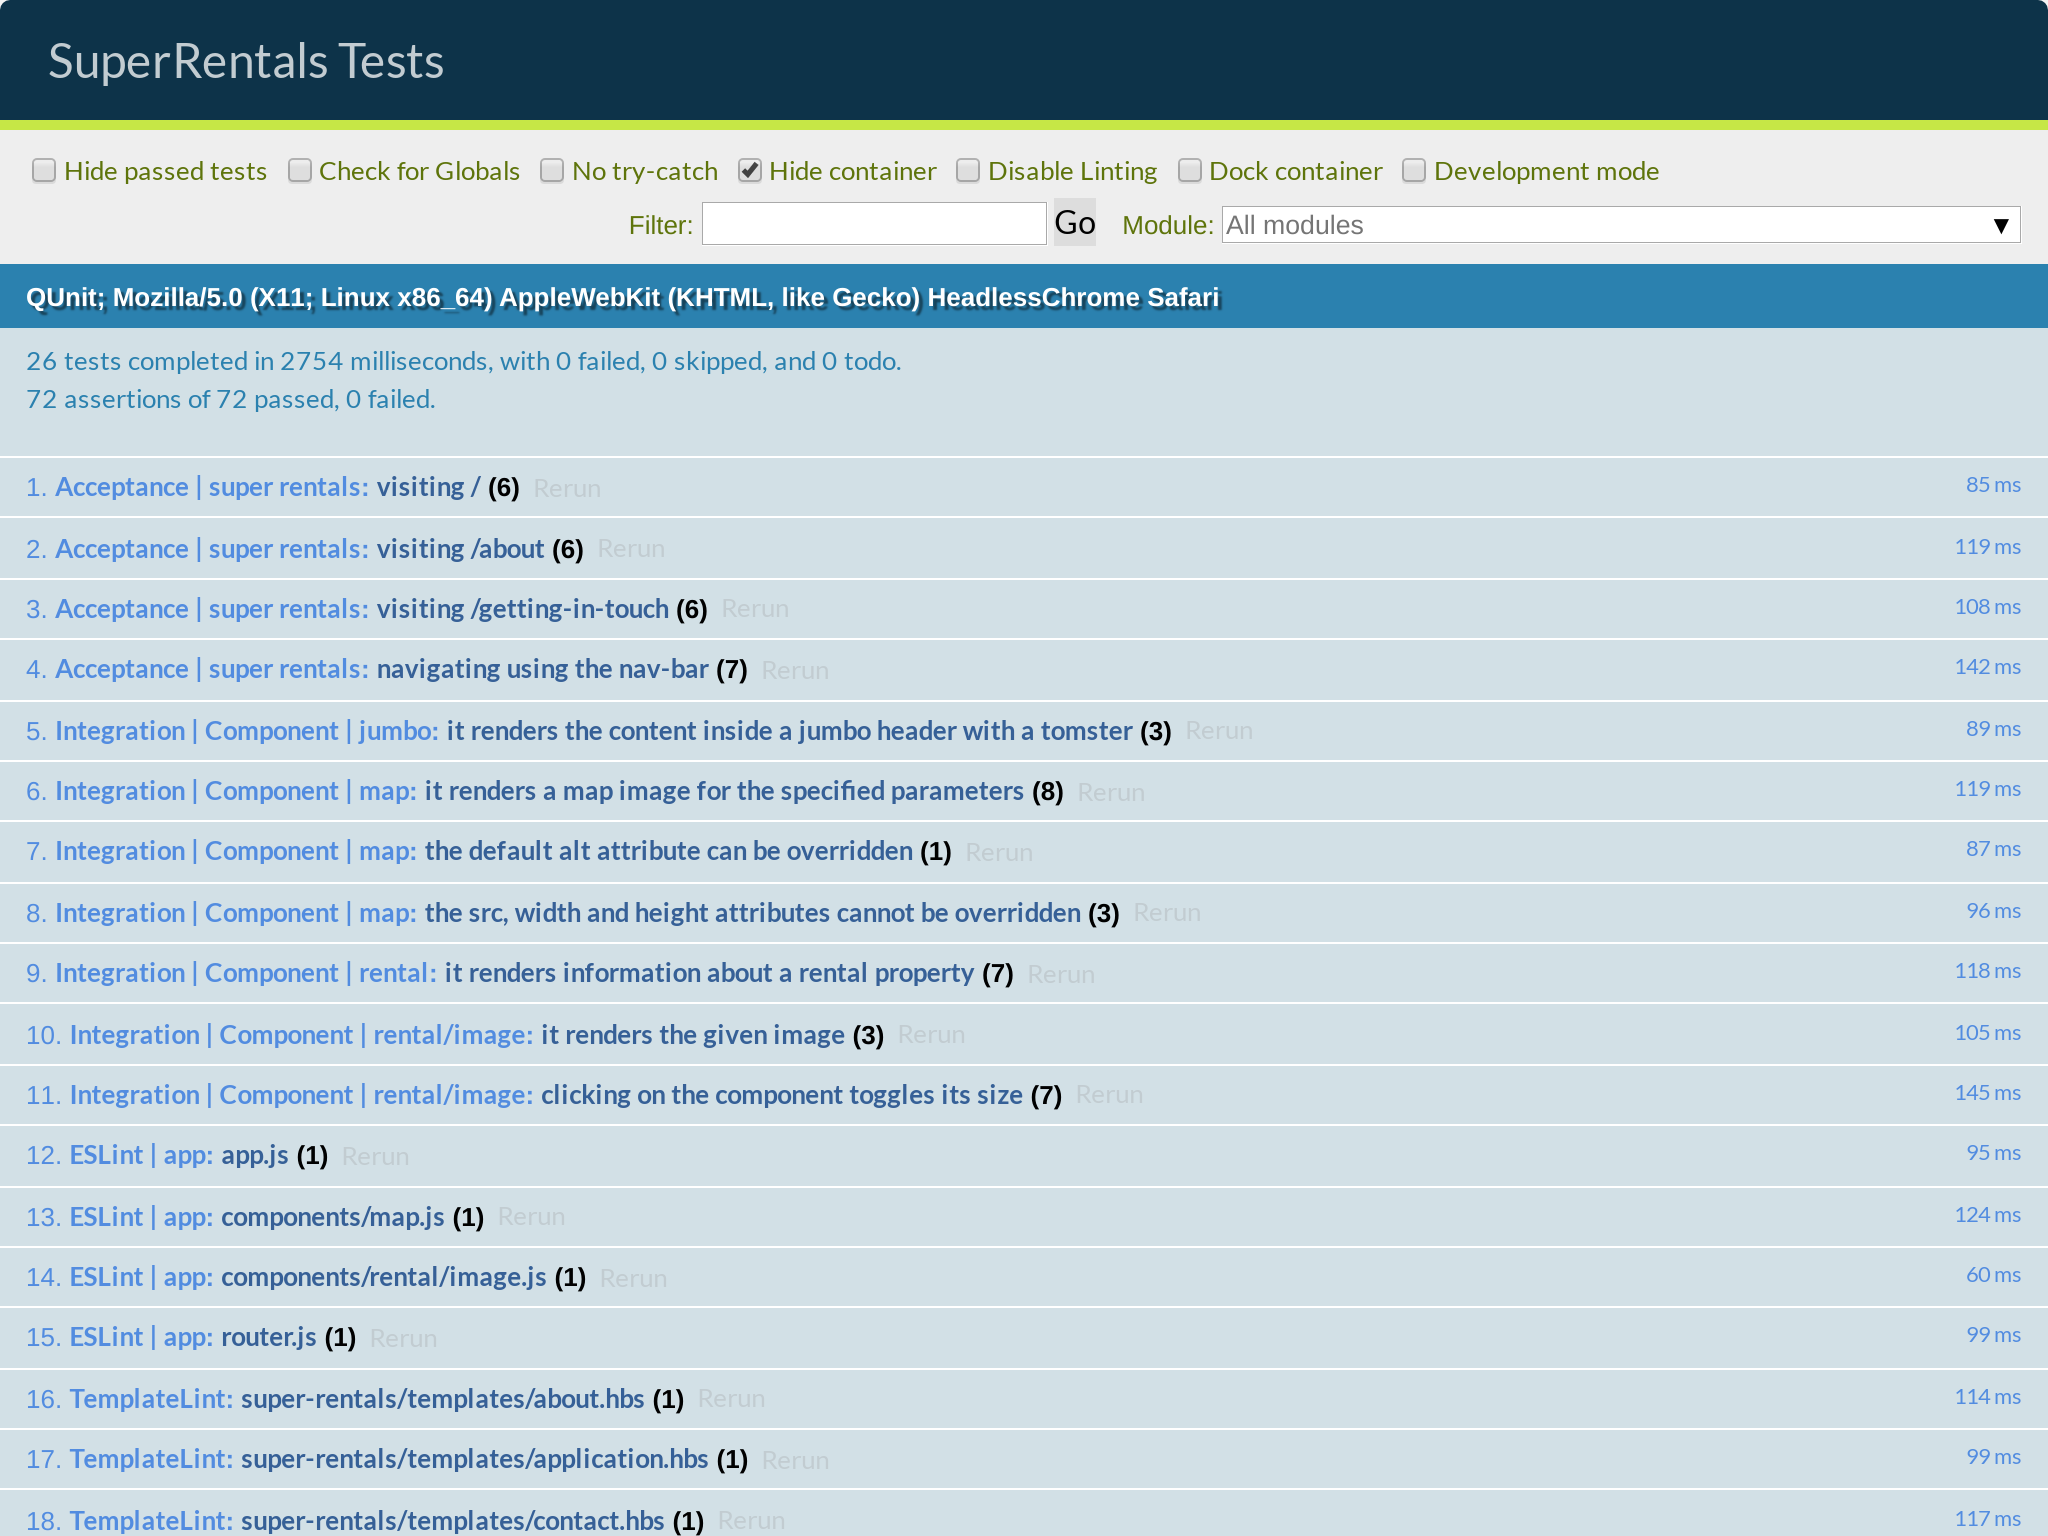 SuperRentals Tests
Hide passed tests Check for Globals No try-catch Hide container Disable Linting Dock container Development mode
Filter: Go Module: All modules ▼
QUnit; Mozilla/5.0 (X11; Linux x86_64) AppleWebKit (KHTML, like Gecko) HeadlessChrome Safari
26 tests completed in 2754 milliseconds, with 0 failed, 0 skipped, and 0 todo.
72 assertions of 72 passed, 0 failed.
1. Acceptance | super rentals: visiting / (6) Rerun 85 ms
2. Acceptance | super rentals: visiting /about (6) Rerun 119 ms
3. Acceptance | super rentals: visiting /getting-in-touch (6) Rerun 108 ms
4. Acceptance | super rentals: navigating using the nav-bar (7) Rerun 142 ms
5. Integration | Component | jumbo: it renders the content inside a jumbo header with a tomster (3) Rerun 89 ms
6. Integration | Component | map: it renders a map image for the specified parameters (8) Rerun 119 ms
7. Integration | Component | map: the default alt attribute can be overridden (1) Rerun 87 ms
8. Integration | Component | map: the src, width and height attributes cannot be overridden (3) Rerun 96 ms
9. Integration | Component | rental: it renders information about a rental property (7) Rerun 118 ms
10. Integration | Component | rental/image: it renders the given image (3) Rerun 105 ms
11. Integration | Component | rental/image: clicking on the component toggles its size (7) Rerun 145 ms
12. ESLint | app: app.js (1) Rerun 95 ms
13. ESLint | app: components/map.js (1) Rerun 124 ms
14. ESLint | app: components/rental/image.js (1) Rerun 60 ms
15. ESLint | app: router.js (1) Rerun 99 ms
16. TemplateLint: super-rentals/templates/about.hbs (1) Rerun 114 ms
17. TemplateLint: super-rentals/templates/application.hbs (1) Rerun 99 ms
18. TemplateLint: super-rentals/templates/contact.hbs (1) Rerun 117 ms